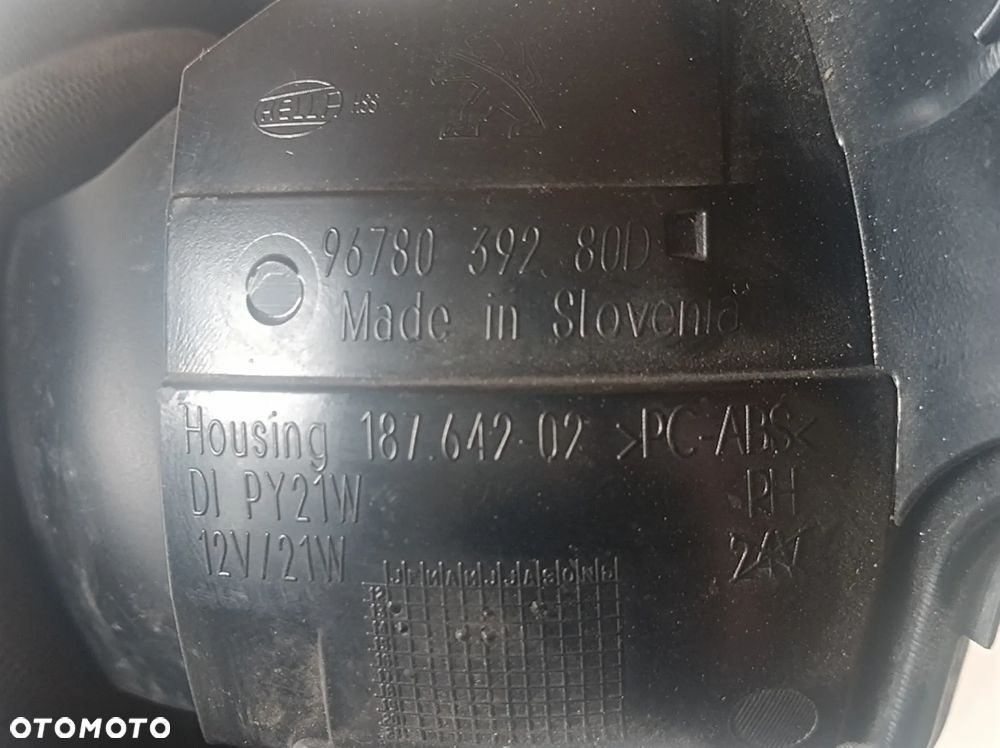 HELLA HSS
96780 392 80D
Made in Slovenia
Housing 187.642-02 >PC-ABS<
DI PY21W RH
12V/21W
J F M A M J J A S O N D
OTOMOTO